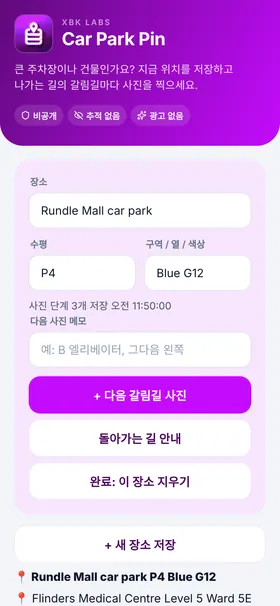 XBK LABS
Car Park Pin
큰 주차장이나 건물인가요? 지금 위치를 저장하고
나가는 길의 갈림길마다 사진을 찍으세요.
비공개
추적 없음
광고 없음
장소
Rundle Mall car park
수평
구역 / 열 / 색상
P4
Blue G12
사진 단계 3개 저장 오전 11:50:00
다음 사진 메모
예: B 엘리베이터, 그다음 왼쪽
+ 다음 갈림길 사진
돌아가는 길 안내
완료: 이 장소 지우기
+ 새 장소 저장
Rundle Mall car park P4 Blue G12
Flinders Medical Centre Level 5 Ward 5E